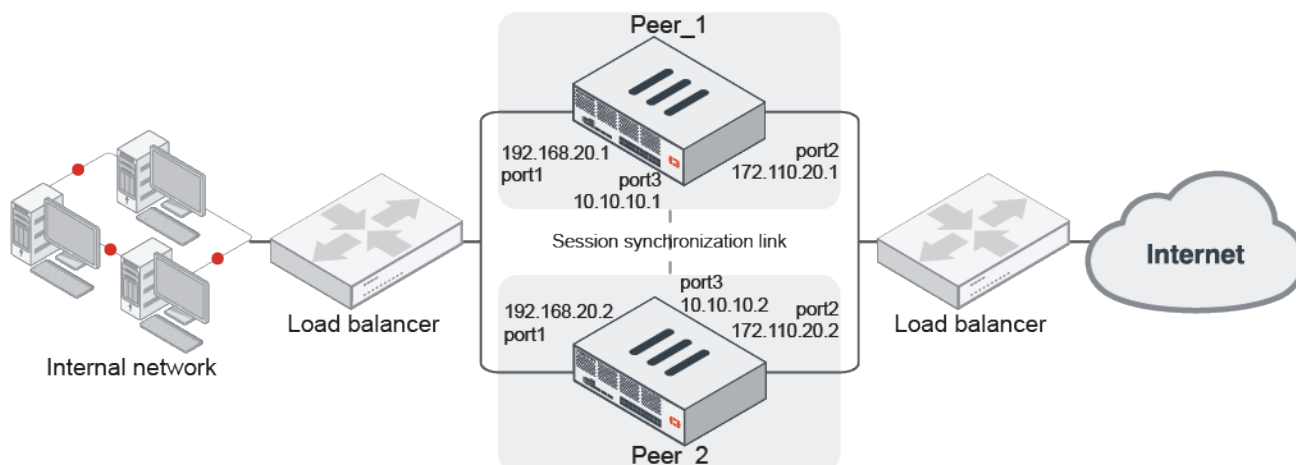 Peer_1
192.168.20.1
port1
port3
10.10.10.1
port2
172.110.20.1
Session synchronization link
Internal network
Load balancer
Load balancer
Internet
192.168.20.2
port1
port3
10.10.10.2
port2
172.110.20.2
Peer_2